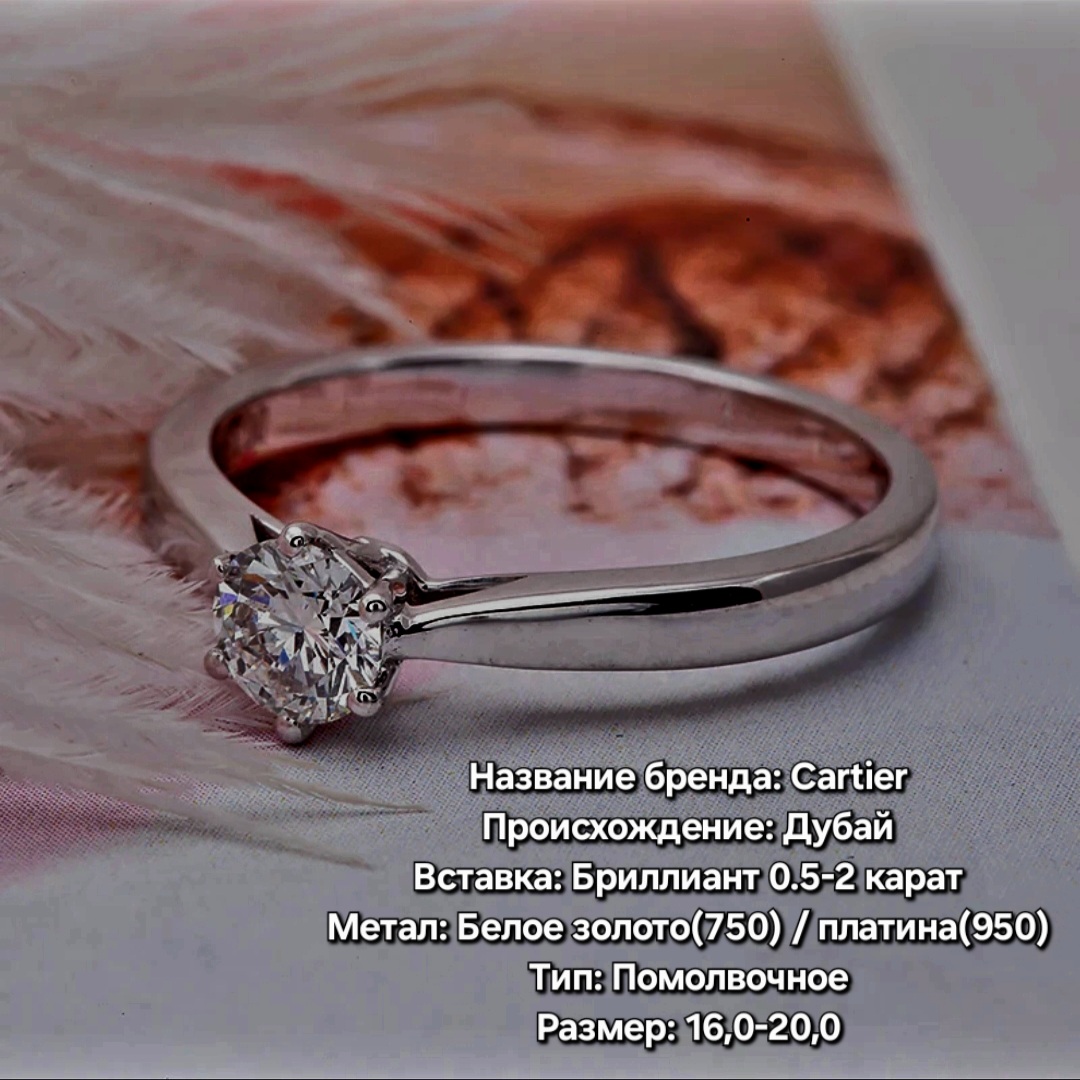 Название бренда: Cartier
Происхождение: Дубай
Вставка: Бриллиант 0.5-2 карат
Метал: Белое золото(750) / платина(950)
Тип: Помолвочное
Размер: 16,0-20,0